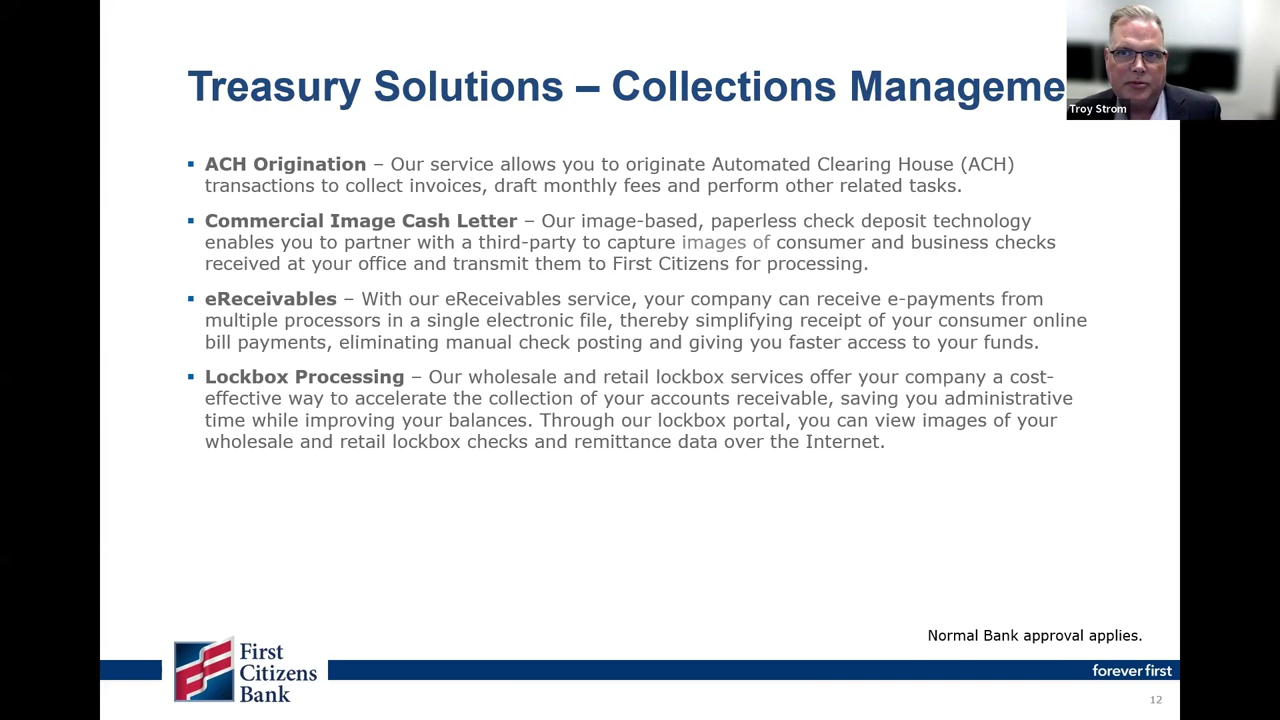 Treasury Solutions – Collections Manageme
Troy Strom
▪ ACH Origination – Our service allows you to originate Automated Clearing House (ACH)
transactions to collect invoices, draft monthly fees and perform other related tasks.
▪ Commercial Image Cash Letter – Our image-based, paperless check deposit technology
enables you to partner with a third-party to capture images of consumer and business checks
received at your office and transmit them to First Citizens for processing.
▪ eReceivables – With our eReceivables service, your company can receive e-payments from
multiple processors in a single electronic file, thereby simplifying receipt of your consumer online
bill payments, eliminating manual check posting and giving you faster access to your funds.
▪ Lockbox Processing – Our wholesale and retail lockbox services offer your company a cost-
effective way to accelerate the collection of your accounts receivable, saving you administrative
time while improving your balances. Through our lockbox portal, you can view images of your
wholesale and retail lockbox checks and remittance data over the Internet.
Normal Bank approval applies.
First
Citizens
Bank
forever first
12